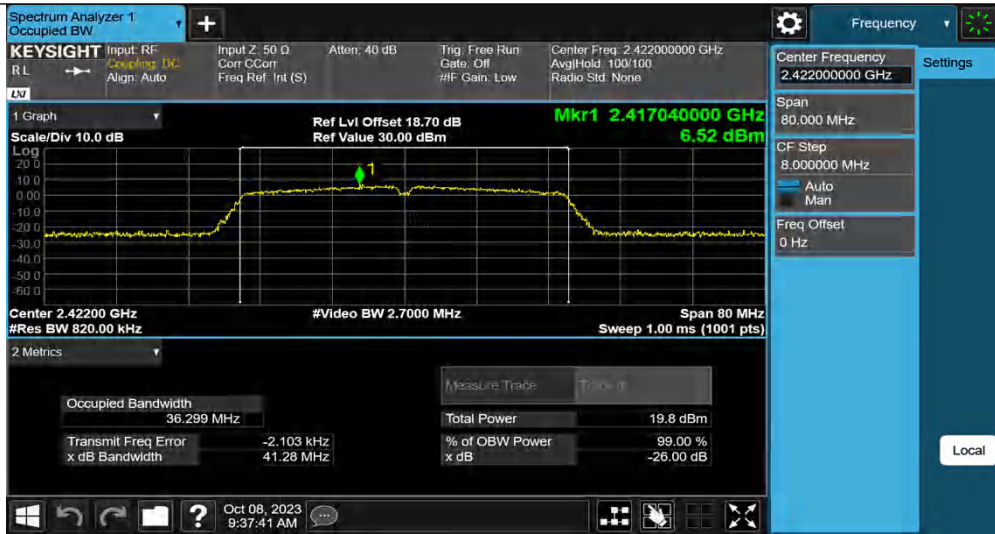 Spectrum Analyzer 1
Occupied BW
Frequency
KEYSIGHT
RL
LXI
Input: RF
Coupling: DC
Align: Auto
Input Z: 50 Ω
Corr CCorr
Freq Ref: Int (S)
Atten: 40 dB
Trig: Free Run
Gate: Off
#IF Gain: Low
Center Freq: 2.422000000 GHz
Avg|Hold: 100/100
Radio Std: None
Center Frequency
2.422000000 GHz
Settings
Span
80.000 MHz
CF Step
8.000000 MHz
Auto
Man
Freq Offset
0 Hz
Local
1 Graph
Scale/Div 10.0 dB
Ref Lvl Offset 18.70 dB
Ref Value 30.00 dBm
Mkr1 2.417040000 GHz
6.52 dBm
Log
20.0
10.0
0.00
-10.0
-20.0
-30.0
-40.0
-50.0
-60.0
1
Center 2.42200 GHz
#Video BW 2.7000 MHz
Span 80 MHz
#Res BW 820.00 kHz
Sweep 1.00 ms (1001 pts)
2 Metrics
Measure Trace
Occupied Bandwidth
36.299 MHz
Total Power 19.8 dBm
Transmit Freq Error -2.103 kHz
% of OBW Power 99.00 %
x dB Bandwidth 41.28 MHz
x dB -26.00 dB
?
Oct 08, 2023
9:37:41 AM